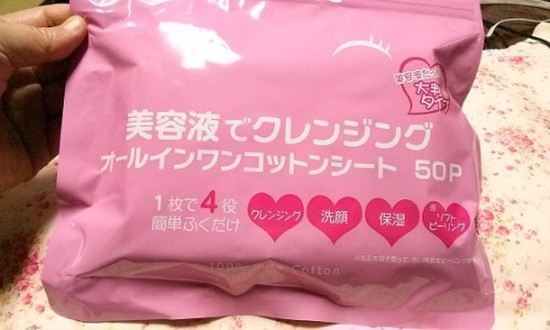 美容液たっぷり
大判
タイプ
美容液でクレンジング
オールインワンコットンシート 50P
1枚で4役
簡単ふくだけ
クレンジング
洗顔
保湿
ソフト
ピーリング
Cotton